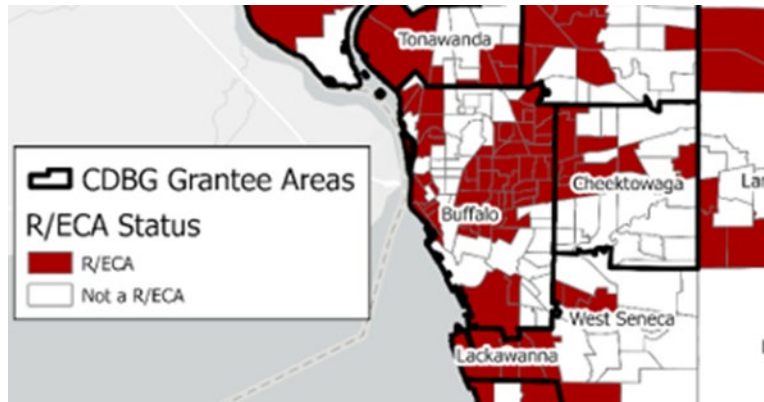 Tonawanda
CDBG Grantee Areas
R/ECA Status
R/ECA
Not a R/ECA
Cheektowaga
Buffalo
West Seneca
Lackawanna